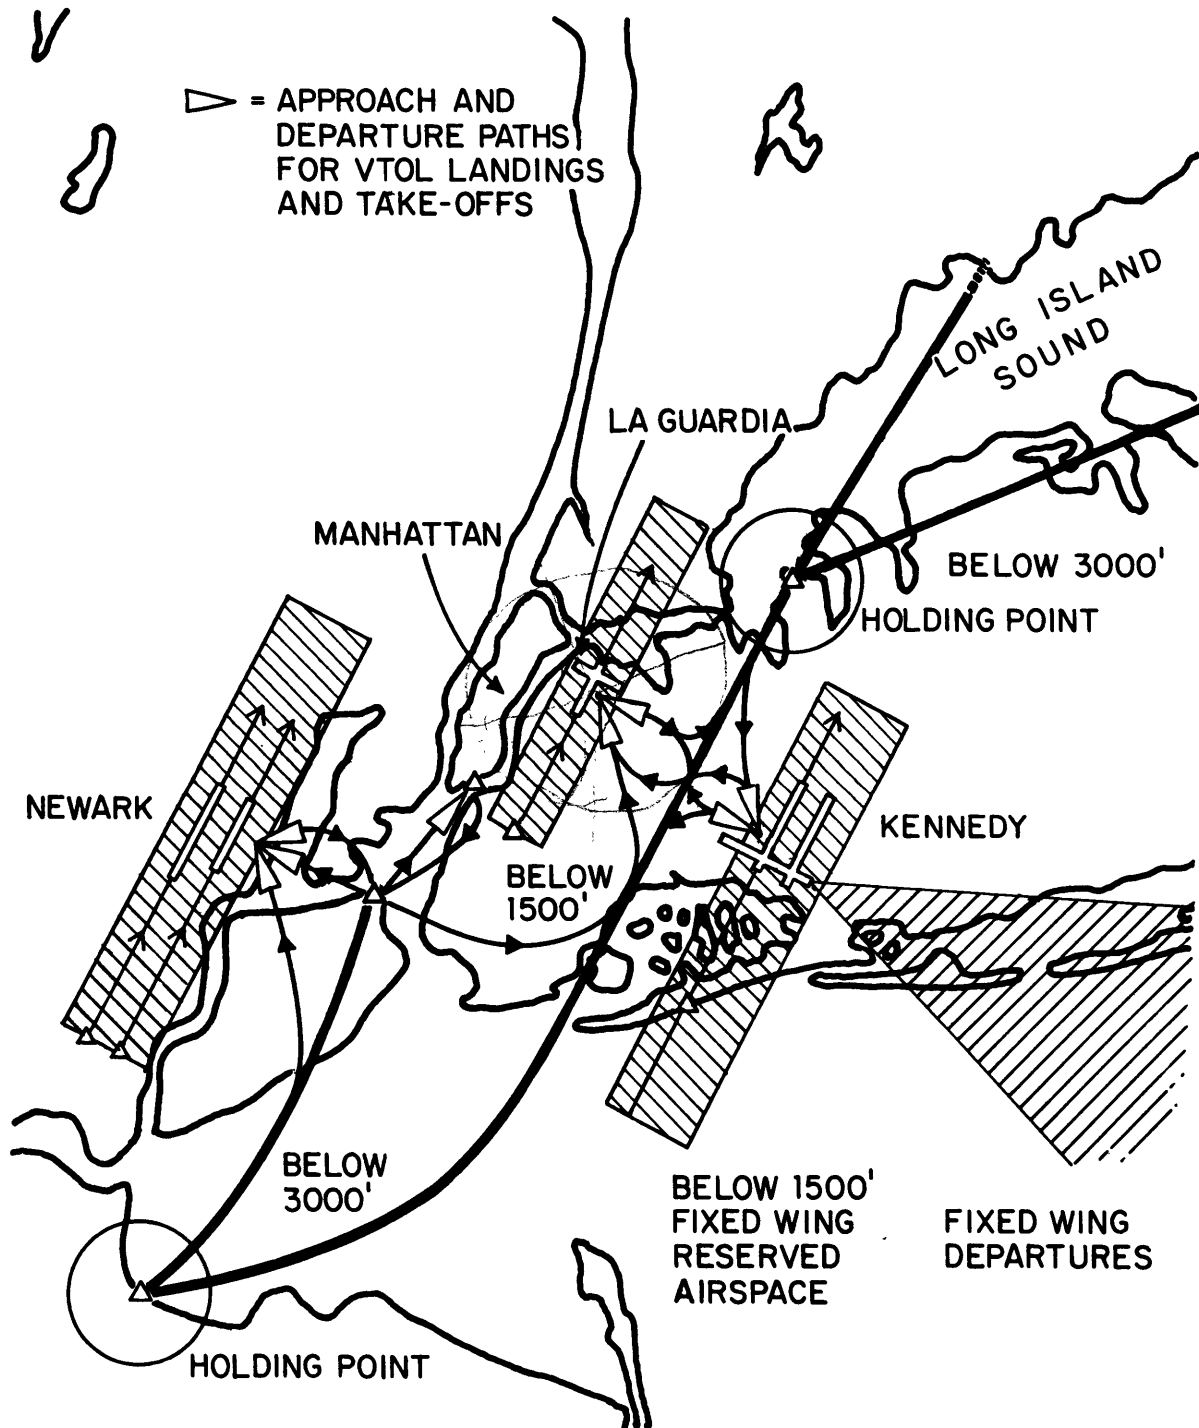 = APPROACH AND
DEPARTURE PATHS
FOR VTOL LANDINGS
AND TAKE-OFFS
LONG ISLAND
SOUND
LA GUARDIA
MANHATTAN
BELOW 3000'
HOLDING POINT
NEWARK
KENNEDY
BELOW
1500'
BELOW
3000'
BELOW 1500'
FIXED WING
RESERVED
AIRSPACE
FIXED WING
DEPARTURES
HOLDING POINT